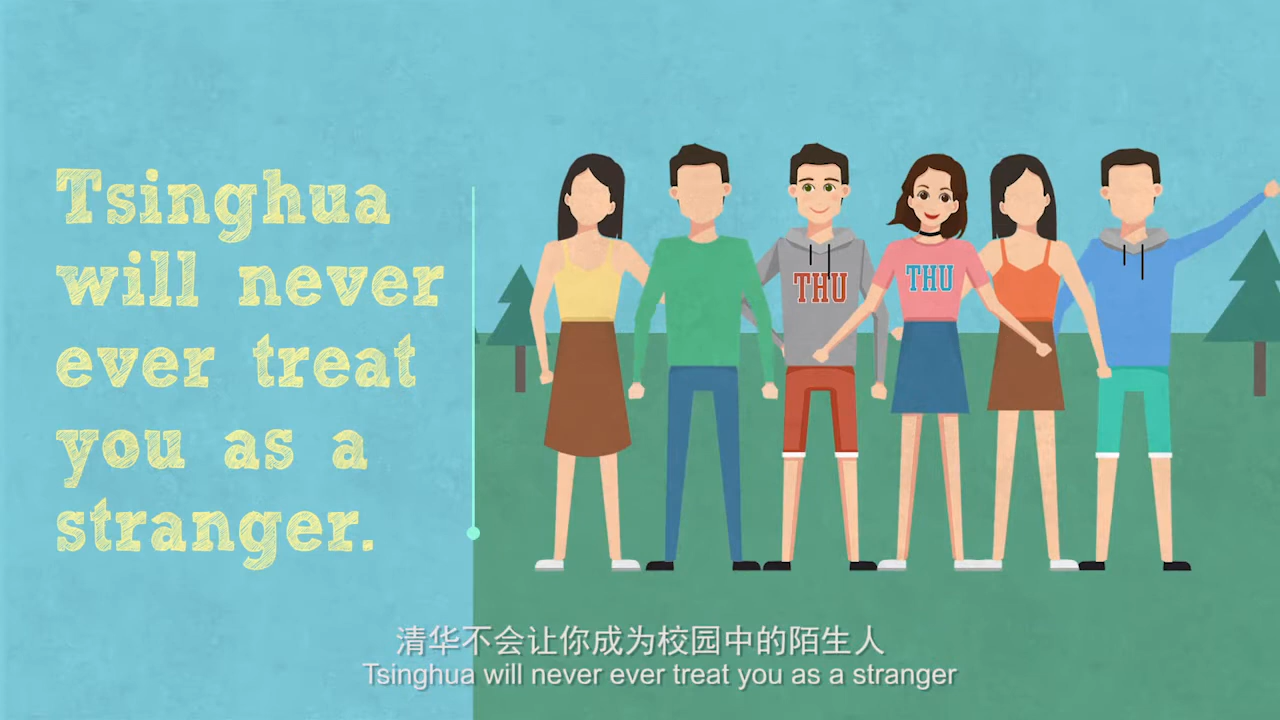 Tsinghua
will never
ever treat
you as a
stranger.
THU
THU
清华不会让你成为校园中的陌生人
Tsinghua will never ever treat you as a stranger